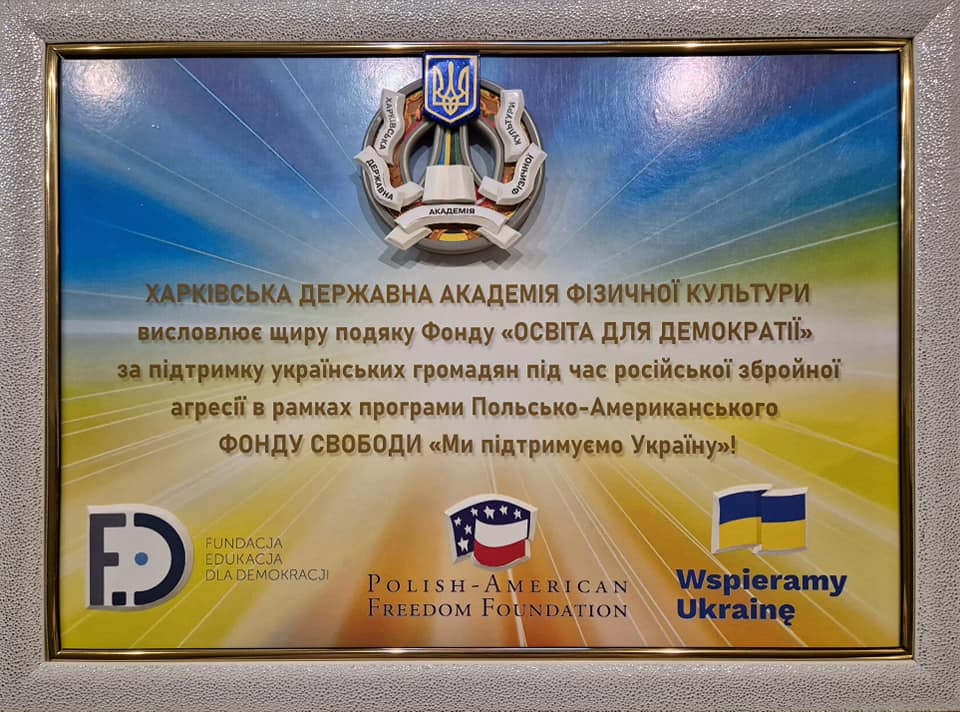 ХАРКІВСЬКА
ДЕРЖАВНА
АКАДЕМІЯ
ФІЗИЧНОЇ
КУЛЬТУРИ
ХАРКІВСЬКА ДЕРЖАВНА АКАДЕМІЯ ФІЗИЧНОЇ КУЛЬТУРИ
висловлює щиру подяку Фонду «ОСВІТА ДЛЯ ДЕМОКРАТІЇ»
за підтримку українських громадян під час російської збройної
агресії в рамках програми Польсько-Американського
ФОНДУ СВОБОДИ «Ми підтримуємо Україну»!
FD
FUNDACJA
EDUKACJA
DLA DEMOKRACJI
POLISH-AMERICAN
FREEDOM FOUNDATION
Wspieramy
Ukrainę